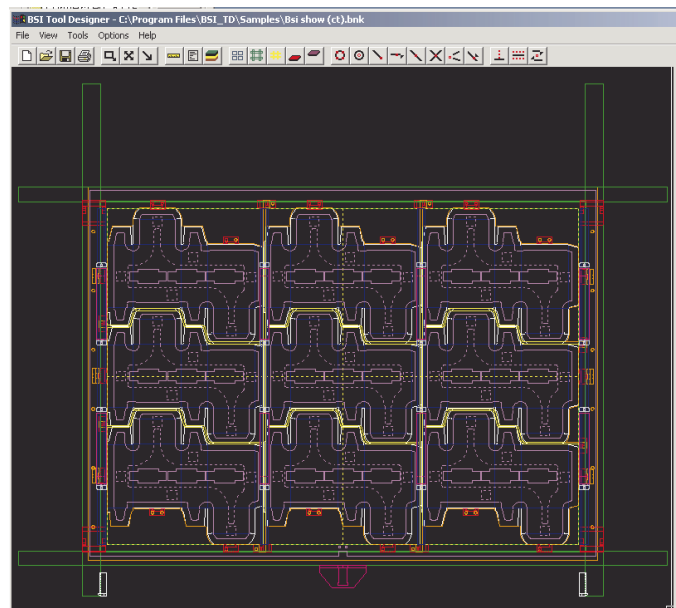 BSI Tool Designer - C:\Program Files\BSI_TD\Samples\Bsi show (ct).bnk
File View Tools Options Help